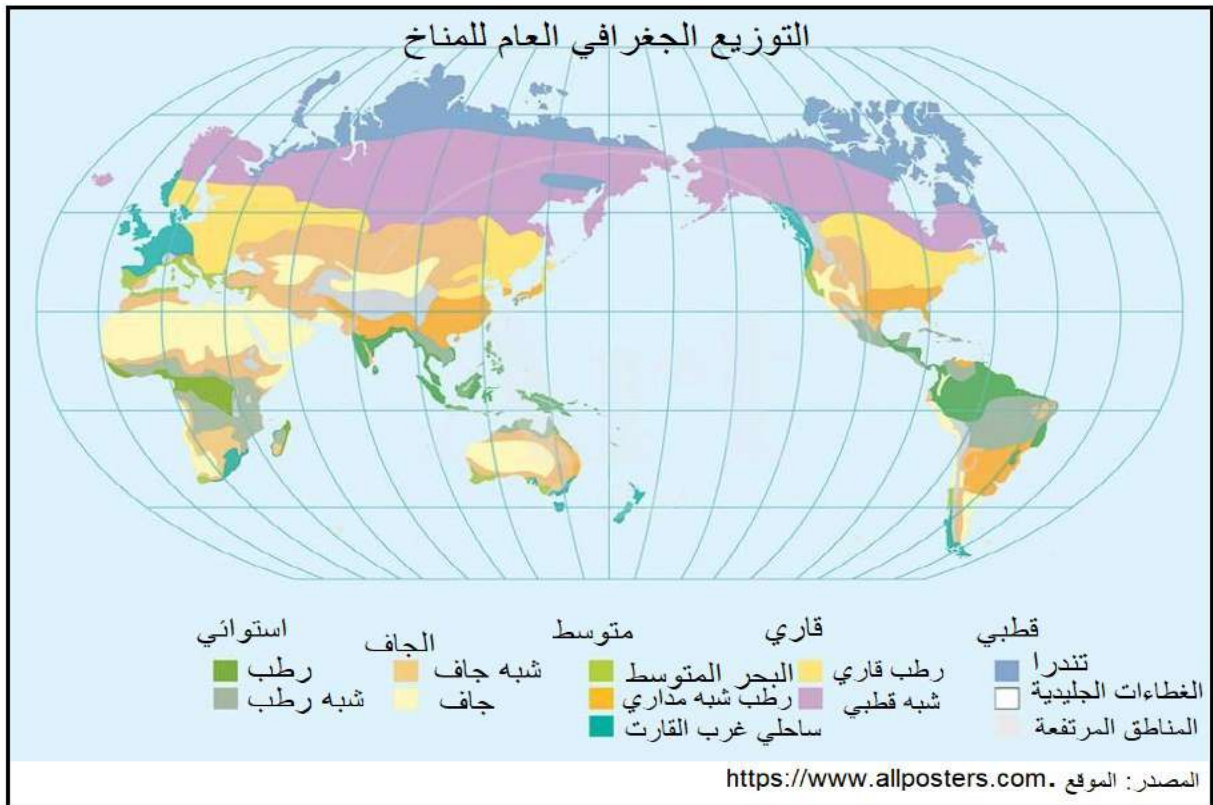 التوزيع الجغرافي العام للمناخ
استوائي
رطب
شبه رطب
الجاف
شبه جاف
جاف
متوسط
البحر المتوسط
رطب شبه مداري
ساحلي غرب القارت
قاري
رطب قاري
شبه قطبي
قطبي
تندرا
الغطاءات الجليدية
المناطق المرتفعة
المصدر: الموقع .https://www.allposters.com